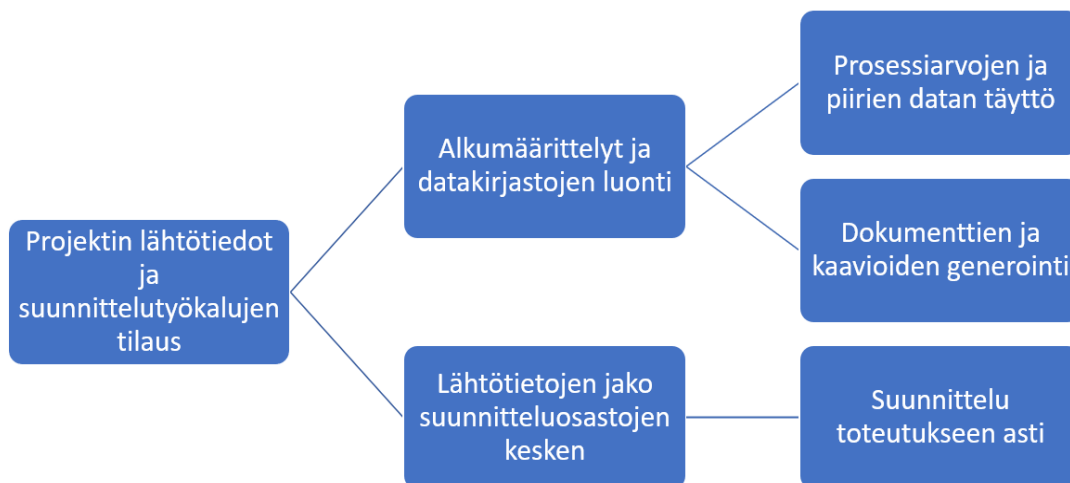 Projektin lähtötiedot
ja
suunnittelutyökalujen
tilaus
Alkumäärittelyt ja
datakirjastojen luonti
Prosessiarvojen ja
piirien datan täyttö
Dokumenttien ja
kaavioiden generointi
Lähtötietojen jako
suunnitteluosastojen
kesken
Suunnittelu
toteutukseen asti